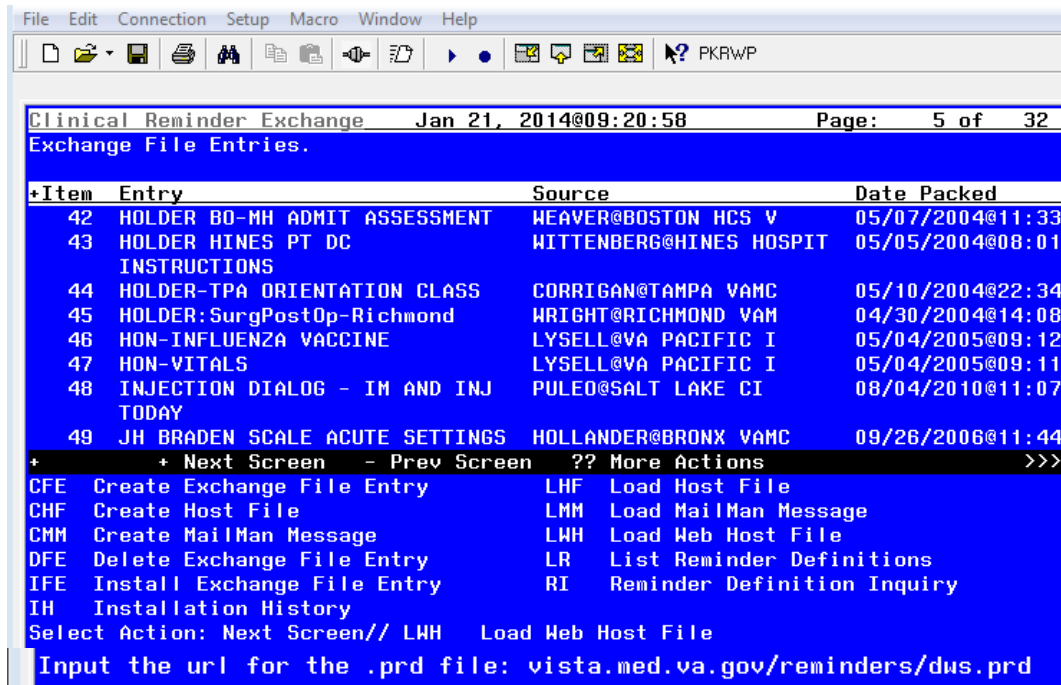 File Edit Connection Setup Macro Window Help
PKRWP
Clinical Reminder Exchange Jan 21, 2014@09:20:58 Page: 5 of 32
Exchange File Entries.
+Item Entry Source Date Packed
42 HOLDER BO-MH ADMIT ASSESSMENT WEAVER@BOSTON HCS V 05/07/2004@11:33
43 HOLDER HINES PT DC WITTENBERG@HINES HOSPIT 05/05/2004@08:01
INSTRUCTIONS
44 HOLDER-TPA ORIENTATION CLASS CORRIGAN@TAMPA VAMC 05/10/2004@22:34
45 HOLDER:SurgPostOp-Richmond WRIGHT@RICHMOND VAM 04/30/2004@14:08
46 HON-INFLUENZA VACCINE LYSELL@VA PACIFIC I 05/04/2005@09:12
47 HON-VITALS LYSELL@VA PACIFIC I 05/04/2005@09:11
48 INJECTION DIALOG - IM AND INJ PULEO@SALT LAKE CI 08/04/2010@11:07
TODAY
49 JH BRADEN SCALE ACUTE SETTINGS HOLLANDER@BRONX VAMC 09/26/2006@11:44
+ + Next Screen - Prev Screen ?? More Actions >>>
CFE Create Exchange File Entry LHF Load Host File
CHF Create Host File LMM Load MailMan Message
CMM Create MailMan Message LWH Load Web Host File
DFE Delete Exchange File Entry LR List Reminder Definitions
IFE Install Exchange File Entry RI Reminder Definition Inquiry
IH Installation History
Select Action: Next Screen// LWH Load Web Host File
Input the url for the .prd file: vista.med.va.gov/reminders/dws.prd